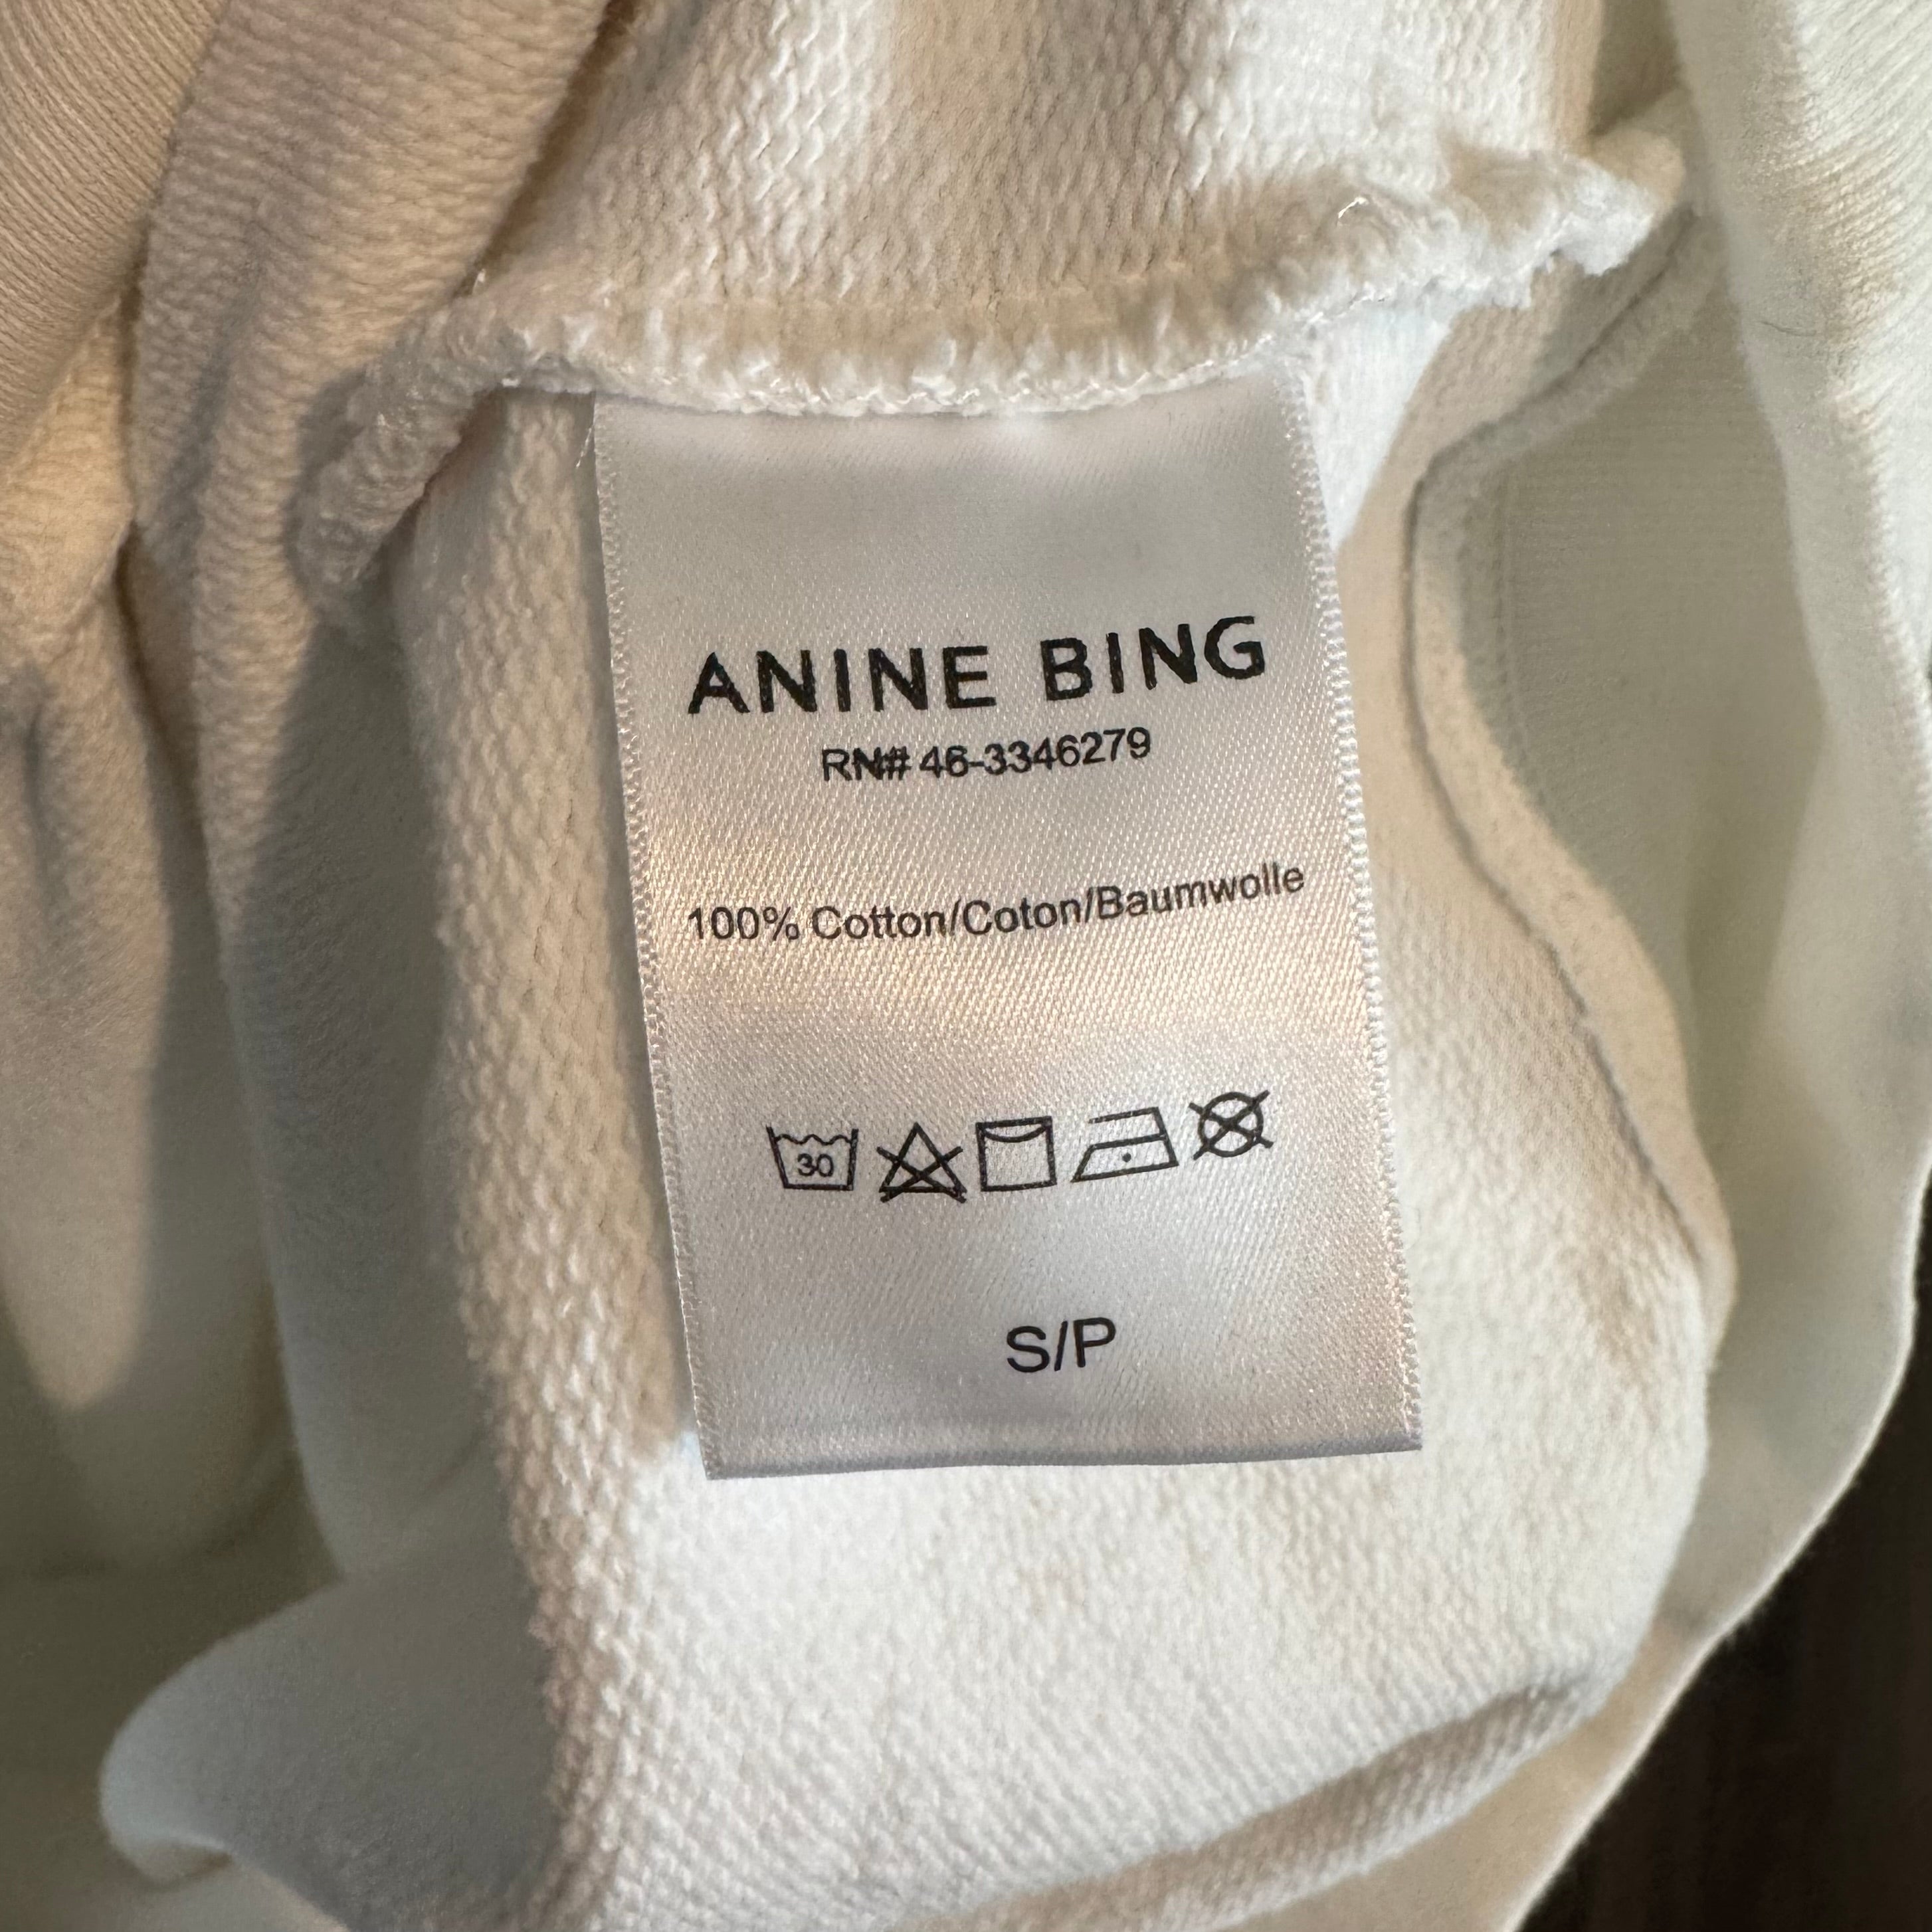 ANINE BING
RN# 46-3346279
100% Cotton/Coton/Baumwolle
30
S/P